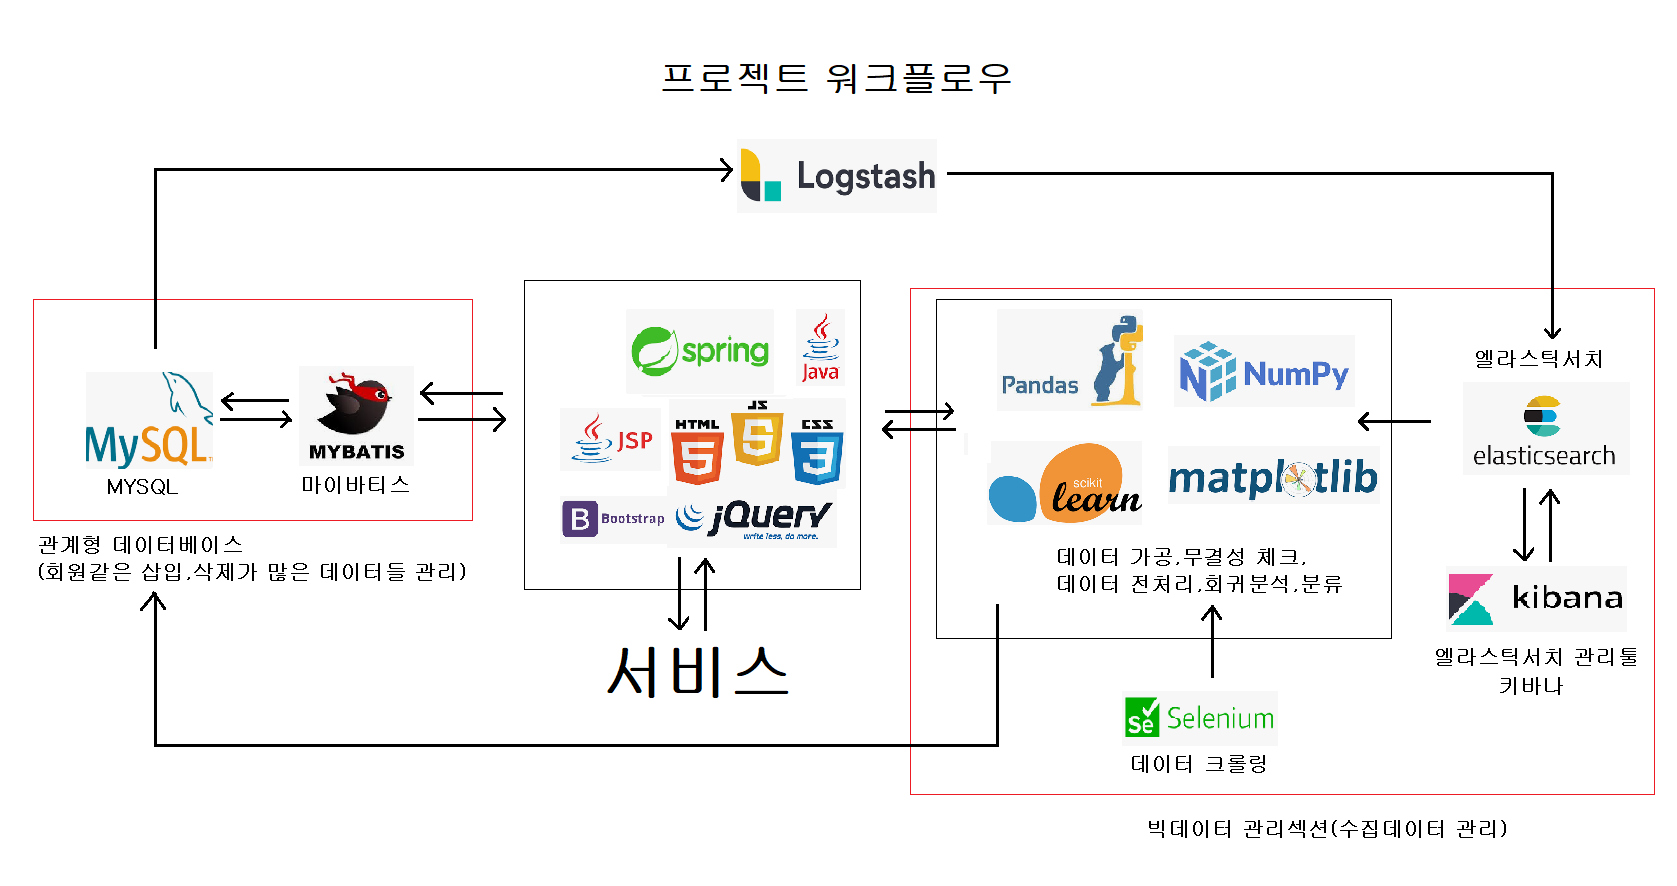 프로젝트 워크플로우
Logstash
MySQL
MYSQL
MYBATIS
마이바티스
관계형 데이터베이스
(회원같은 삽입,삭제가 많은 데이터들 관리)
spring
Java
JSP
HTML
5
JS
5
CSS
3
B Bootstrap
jQuery
write less, do more.
서비스
Pandas
NumPy
scikit
learn
matplotlib
데이터 가공,무결성 체크,
데이터 전처리,회귀분석,분류
Se Selenium
데이터 크롤링
엘라스틱서치
elasticsearch
kibana
엘라스틱서치 관리툴
키바나
빅데이터 관리섹션(수집데이터 관리)